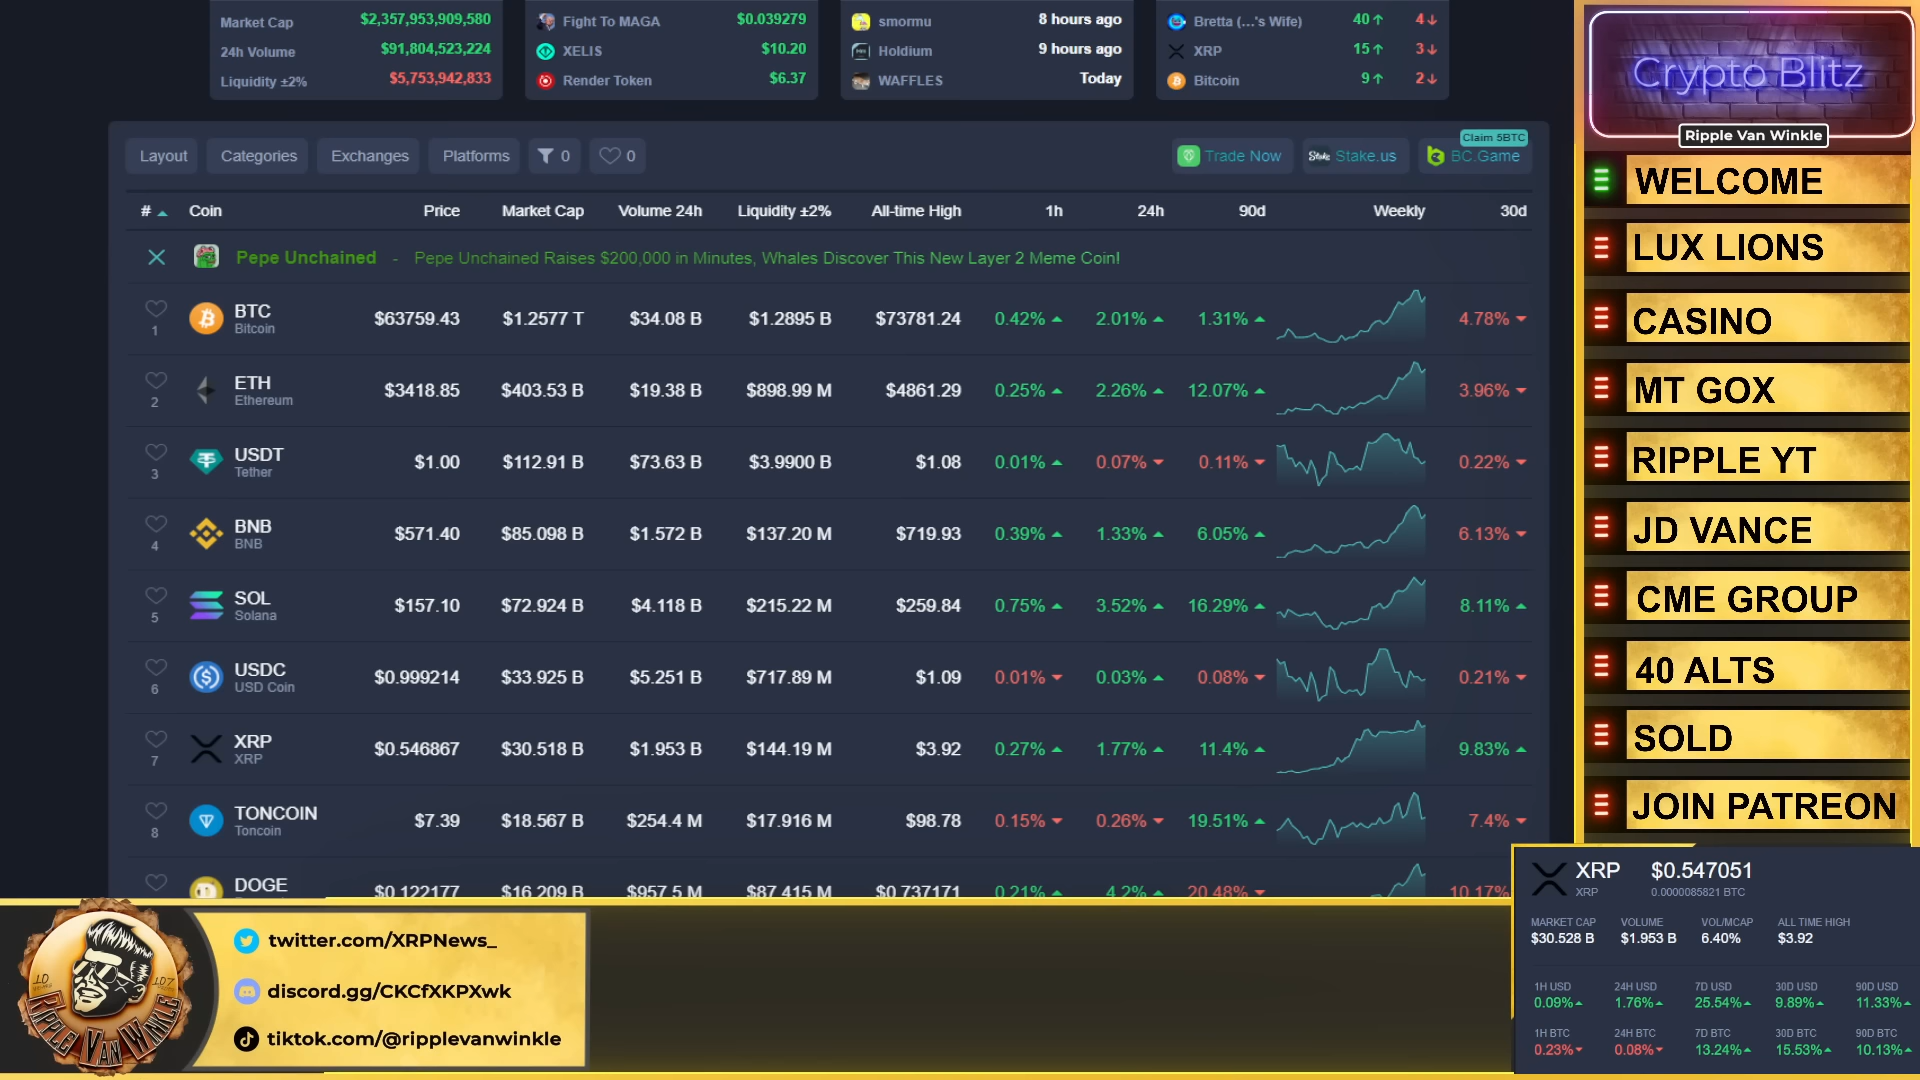 Market Cap $2,357,953,909,580
24h Volume $91,804,523,224
Liquidity ±2% $5,753,942,833
Fight To MAGA $0.039279
XELIS $10.20
Render Token $6.37
smormu 8 hours ago
Holdium 9 hours ago
WAFFLES Today
Bretta (...'s Wife) 40 4
XRP 15 3
Bitcoin 9 2
Layout Categories Exchanges Platforms 0 0
Trade Now Stake Stake.us Claim 5BTC BC.Game
# Coin Price Market Cap Volume 24h Liquidity ±2% All-time High 1h 24h 90d Weekly 30d
Pepe Unchained - Pepe Unchained Raises $200,000 in Minutes, Whales Discover This New Layer 2 Meme Coin!
1 BTC Bitcoin $63759.43 $1.2577 T $34.08 B $1.2895 B $73781.24 0.42% 2.01% 1.31% 4.78%
2 ETH Ethereum $3418.85 $403.53 B $19.38 B $898.99 M $4861.29 0.25% 2.26% 12.07% 3.96%
3 USDT Tether $1.00 $112.91 B $73.63 B $3.9900 B $1.08 0.01% 0.07% 0.11% 0.22%
4 BNB BNB $571.40 $85.098 B $1.572 B $137.20 M $719.93 0.39% 1.33% 6.05% 6.13%
5 SOL Solana $157.10 $72.924 B $4.118 B $215.22 M $259.84 0.75% 3.52% 16.29% 8.11%
6 USDC USD Coin $0.999214 $33.925 B $5.251 B $717.89 M $1.09 0.01% 0.03% 0.08% 0.21%
7 XRP XRP $0.546867 $30.518 B $1.953 B $144.19 M $3.92 0.27% 1.77% 11.4% 9.83%
8 TONCOIN Toncoin $7.39 $18.567 B $254.4 M $17.916 M $98.78 0.15% 0.26% 19.51% 7.4%
DOGE $0.122177 $16.209 B $957.5 M $87.415 M $0.737171 0.21% 4.2% 20.48% 10.17%
Crypto Blitz
Ripple Van Winkle
WELCOME
LUX LIONS
CASINO
MT GOX
RIPPLE YT
JD VANCE
CME GROUP
40 ALTS
SOLD
JOIN PATREON
XRP $0.547051
XRP 0.0000085821 BTC
MARKET CAP VOLUME VOL/MCAP ALL TIME HIGH
$30.528 B $1.953 B 6.40% $3.92
1H USD 24H USD 7D USD 30D USD 90D USD
0.09% 1.76% 25.54% 9.89% 11.33%
1H BTC 24H BTC 7D BTC 30D BTC 90D BTC
0.23% 0.08% 13.24% 15.53% 10.13%
twitter.com/XRPNews_
discord.gg/CKCfXKPXwk
tiktok.com/@ripplevanwinkle
RIPPLE VAN WINKLE